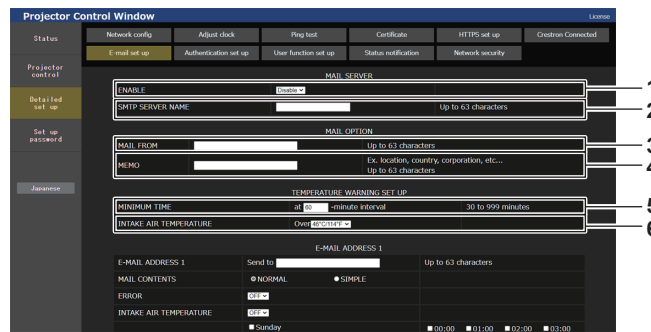 Projector Control Window
License
Status
Projector control
Detailed set up
Set up password
Japanese
Network config Adjust clock Ping test Certificate HTTPS set up Crestron Connected
E-mail set up Authentication set up User function set up Status notification Network security
MAIL SERVER
ENABLE Disable 1
SMTP SERVER NAME Up to 63 characters 2
MAIL OPTION
MAIL FROM Up to 63 characters 3
MEMO Ex. location, country, corporation, etc... 4
Up to 63 characters
TEMPERATURE WARNING SET UP
MINIMUM TIME at 60 -minute interval 30 to 999 minutes 5
INTAKE AIR TEMPERATURE Over 46°C/114°F 6
E-MAIL ADDRESS 1
E-MAIL ADDRESS 1 Send to Up to 63 characters
MAIL CONTENTS NORMAL SIMPLE
ERROR OFF
INTAKE AIR TEMPERATURE OFF
Sunday 00:00 01:00 02:00 03:00